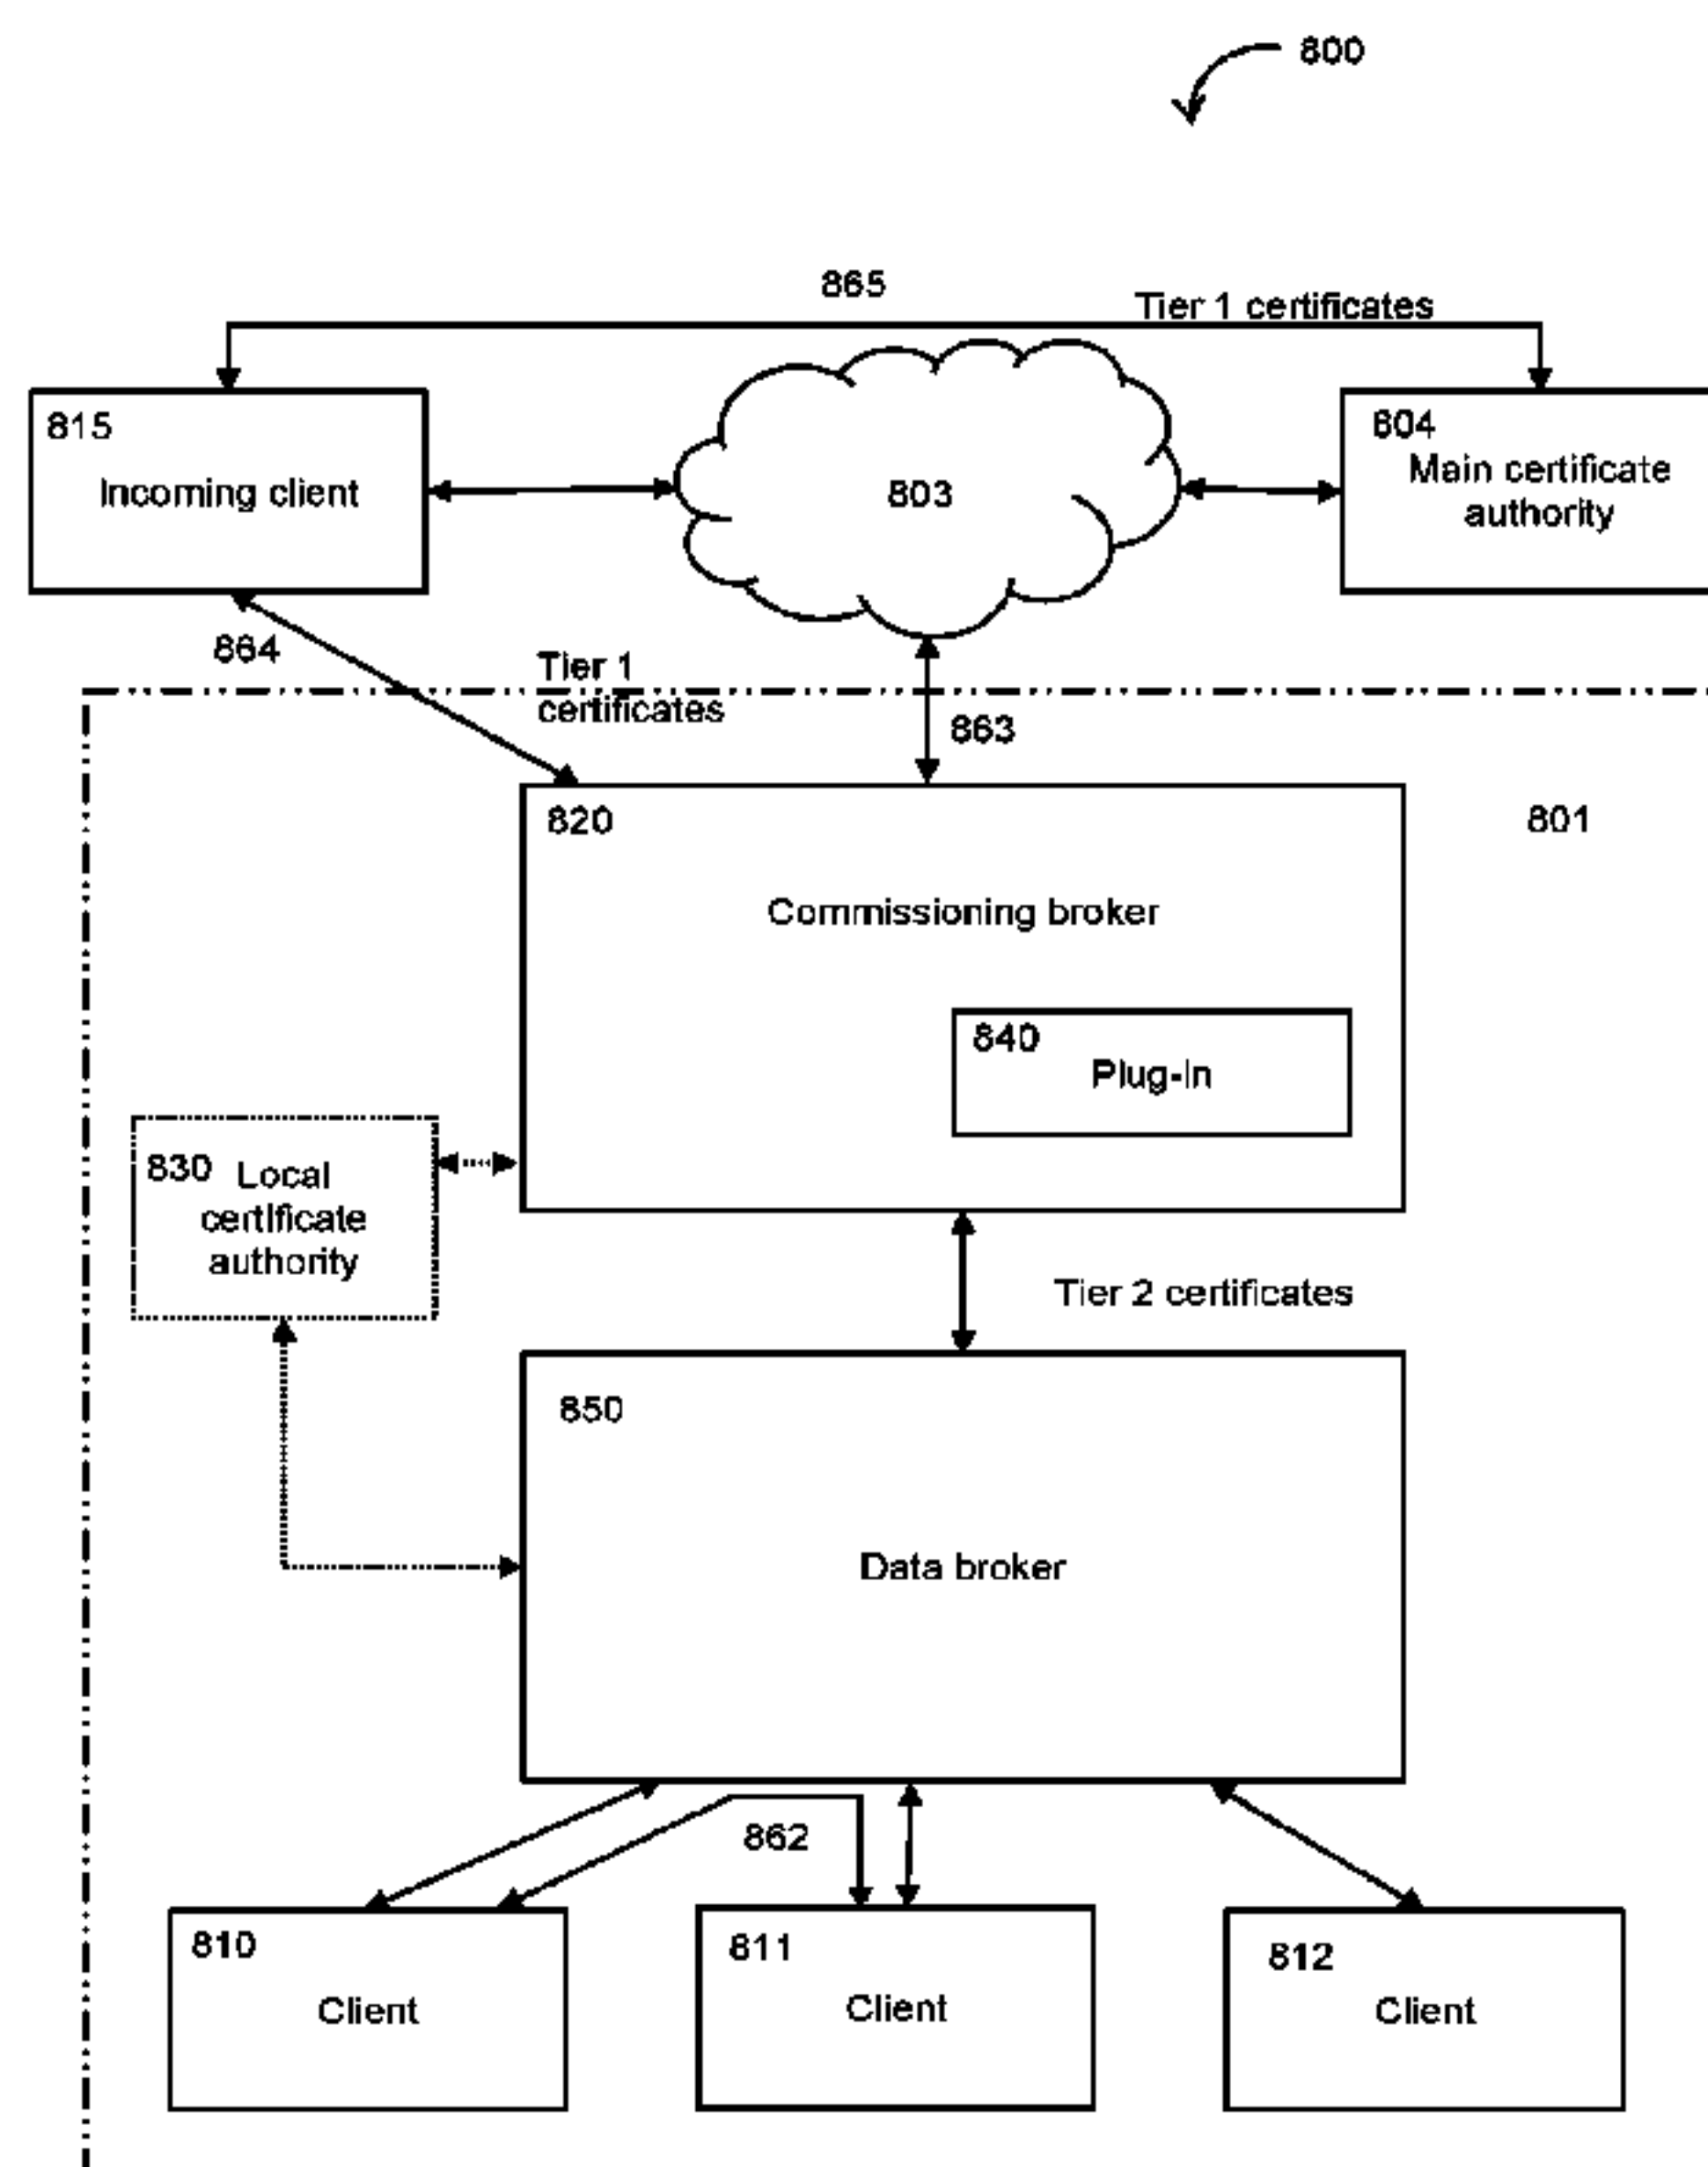 800
865
Tier 1 certificates
815
Incoming client
803
804
Main certificate
authority
864
Tier 1
certificates
863
820
801
Commissioning broker
840
Plug-In
830 Local
certificate
authority
Tier 2 certificates
850
Data broker
862
810
Client
811
Client
812
Client